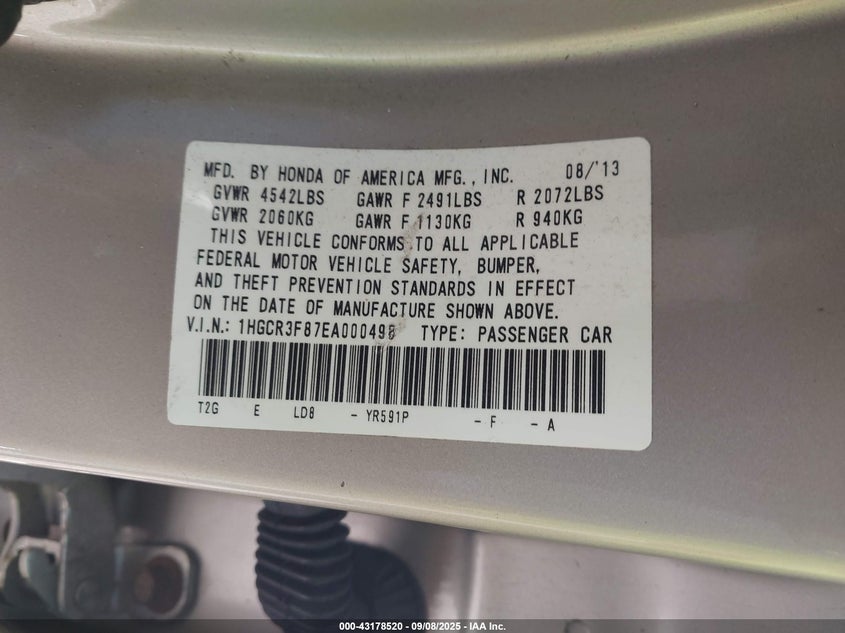 MFD. BY HONDA OF AMERICA MFG., INC. 08/'13
GVWR 4542LBS GAWR F 2491LBS R 2072LBS
GVWR 2060KG GAWR F 1130KG R 940KG
THIS VEHICLE CONFORMS TO ALL APPLICABLE
FEDERAL MOTOR VEHICLE SAFETY, BUMPER,
AND THEFT PREVENTION STANDARDS IN EFFECT
ON THE DATE OF MANUFACTURE SHOWN ABOVE.
V.I.N.: 1HGCR3F87EA000498 TYPE: PASSENGER CAR
T2G E LD8 - YR591P - F - A
000-43178520 - 09/08/2025 - IAA Inc.